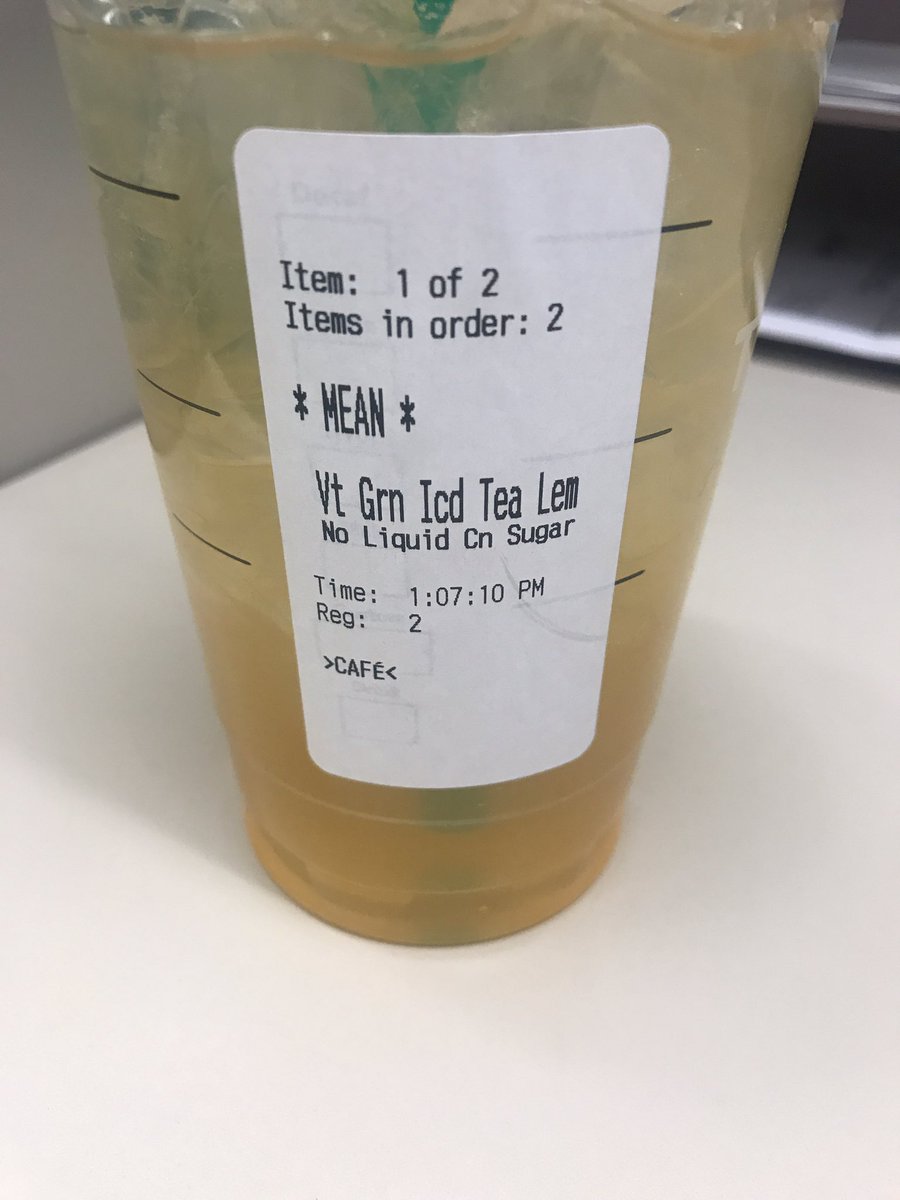 Item: 1 of 2
Items in order: 2
* MEAN *
Vt Grn Icd Tea Lem
No Liquid Cn Sugar
Time: 1:07:10 PM
Reg: 2
>CAFÉ<